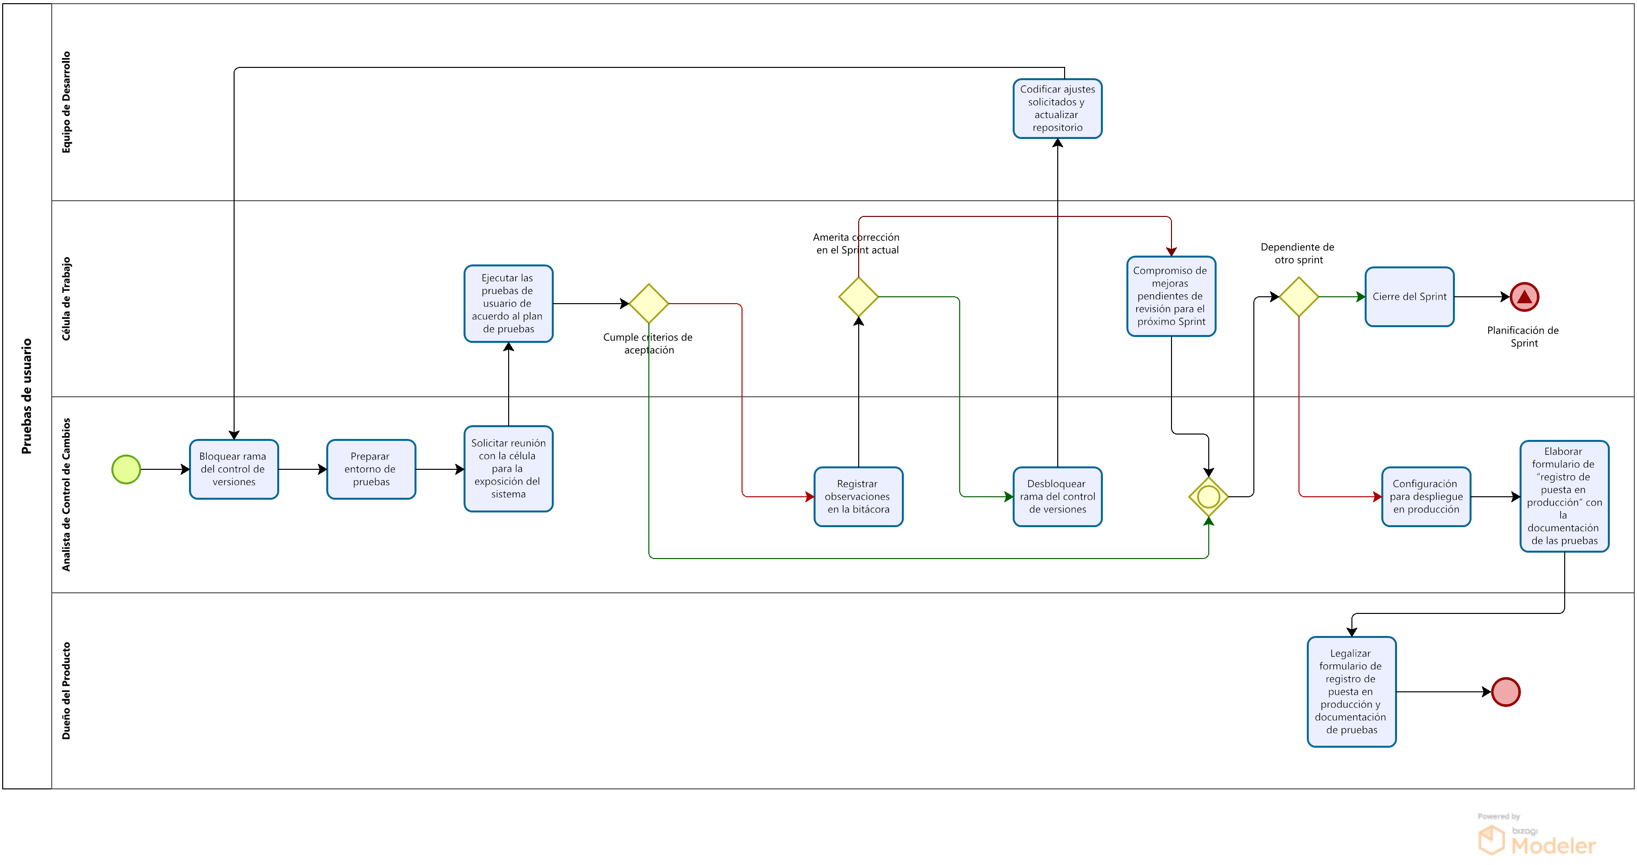 Pruebas de usuario
Equipo de Desarrollo
Codificar ajustes
solicitados y
actualizar
repositorio
Célula de Trabajo
Ejecutar las
pruebas de
usuario de
acuerdo al plan
de pruebas
Cumple criterios de
aceptación
Amerita corrección
en el Sprint actual
Compromiso de
mejoras
pendientes de
revisión para el
próximo Sprint
Dependiente de
otro sprint
Cierre del Sprint
Planificación de
Sprint
Analista de Control de Cambios
Bloquear rama
del control de
versiones
Preparar
entorno de
pruebas
Solicitar reunión
con la célula
para la
exposición del
sistema
Registrar
observaciones
en la bitácora
Desbloquear
rama del control
de versiones
Configuración
para despliegue
en producción
Elaborar
formulario de
"registro de
puesta en
producción" con
la
documentación
de las pruebas
Dueño del Producto
Legalizar
formulario de
registro de
puesta en
producción y
documentación
de pruebas
Powered by
bizagi
Modeler